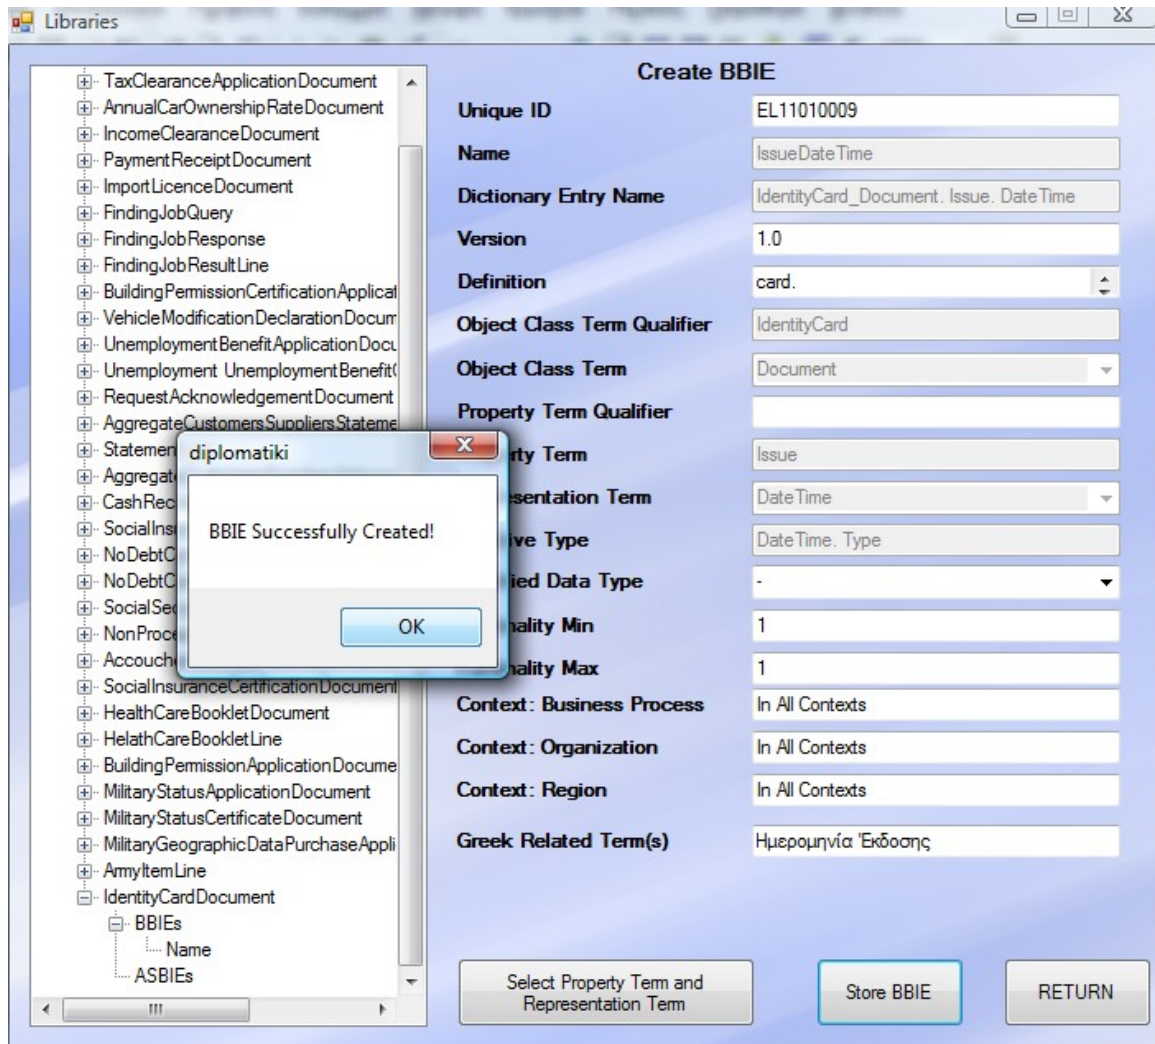 Libraries
TaxClearanceApplicationDocument
AnnualCarOwnershipRateDocument
IncomeClearanceDocument
PaymentReceiptDocument
ImportLicenceDocument
FindingJobQuery
FindingJobResponse
FindingJobResultLine
BuildingPermissionCertificationApplicat
VehicleModificationDeclarationDocum
UnemploymentBenefitApplicationDocu
Unemployment UnemploymentBenefit(
RequestAcknowledgementDocument
AggregateCustomersSuppliersStateme
Statemen
Aggregat
CashRec
SocialIns
NoDebtC
NoDebtC
SocialSec
NonProce
Accouch
SocialInsuranceCertificationDocument
HealthCareBookletDocument
HelathCareBookletLine
BuildingPermissionApplicationDocume
MilitaryStatusApplicationDocument
MilitaryStatusCertificateDocument
MilitaryGeographicDataPurchaseAppli
ArmyItemLine
IdentityCardDocument
BBIEs
Name
ASBIEs
diplomatiki
BBIE Successfully Created!
OK
Create BBIE
Unique ID EL11010009
Name IssueDateTime
Dictionary Entry Name IdentityCard_Document. Issue. DateTime
Version 1.0
Definition card.
Object Class Term Qualifier IdentityCard
Object Class Term Document
Property Term Qualifier
rty Term Issue
esentation Term DateTime
ive Type DateTime. Type
ied Data Type -
nality Min 1
nality Max 1
Context: Business Process In All Contexts
Context: Organization In All Contexts
Context: Region In All Contexts
Greek Related Term(s) Ημερομηνία Έκδοσης
Select Property Term and
Representation Term
Store BBIE
RETURN